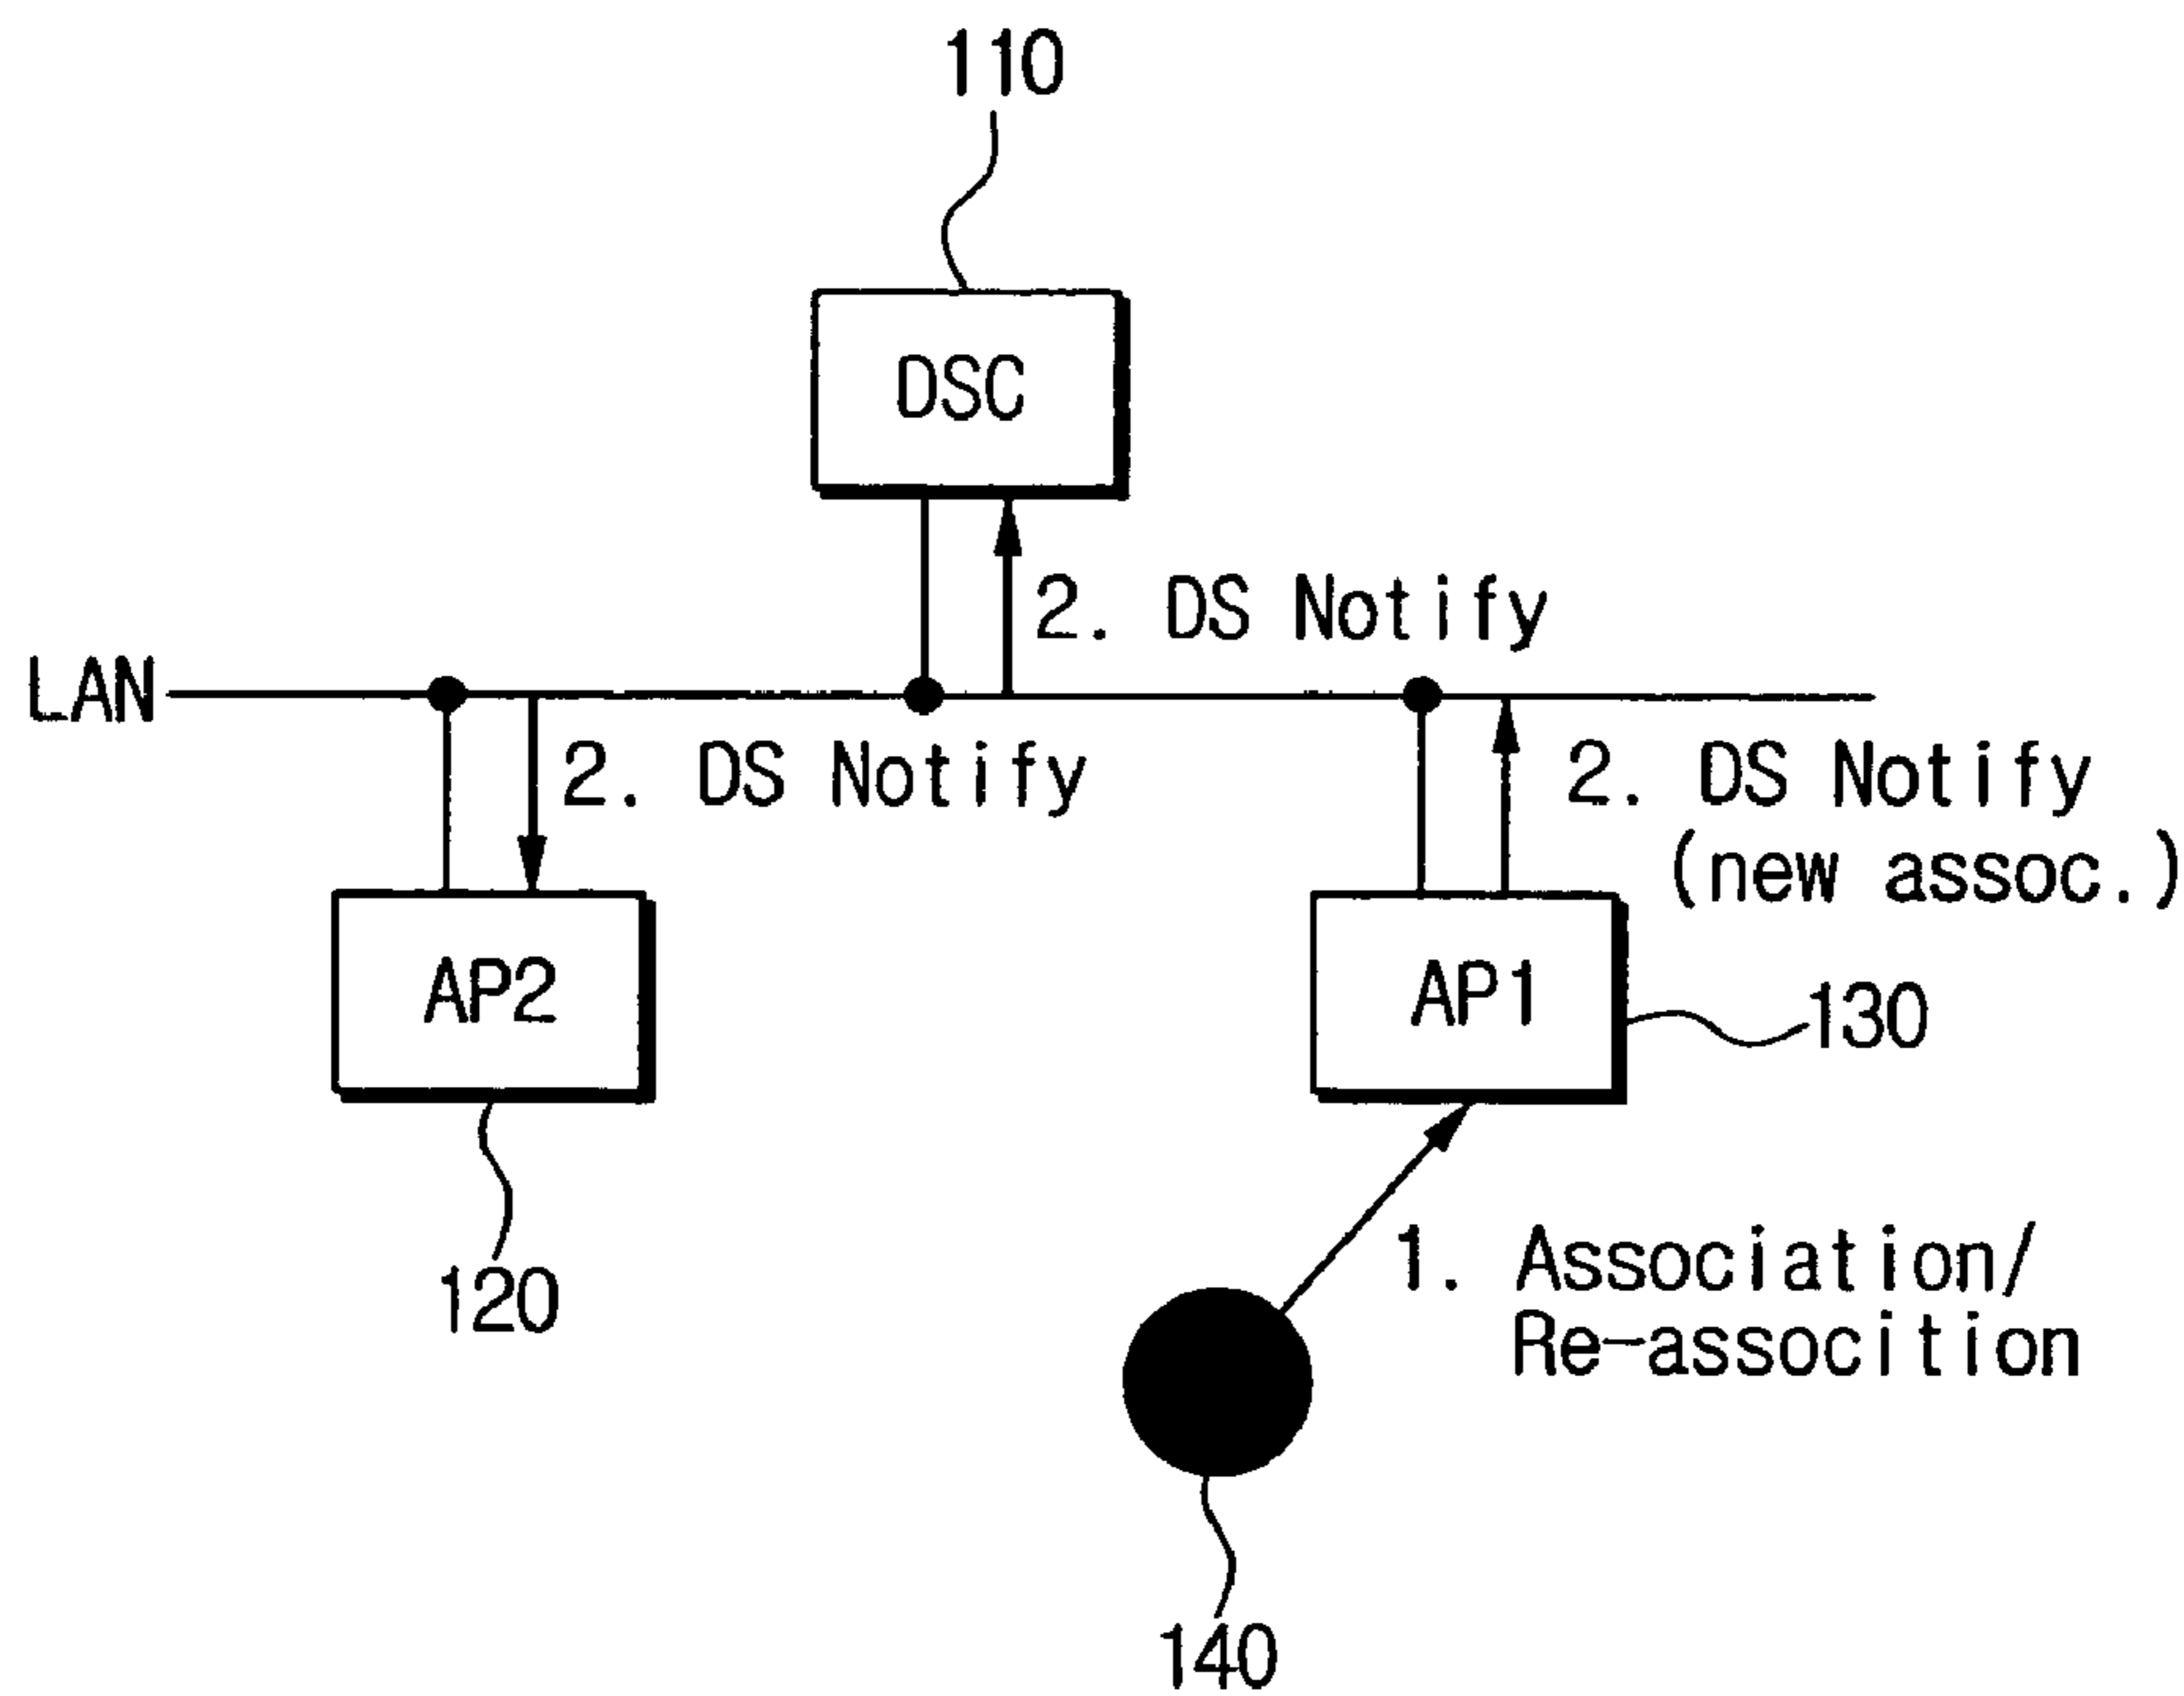 110
DSC
2. DS Notify
LAN
2. DS Notify
2. DS Notify
(new assoc.)
AP2
AP1
130
120
1. Association/
Re-assocition
140